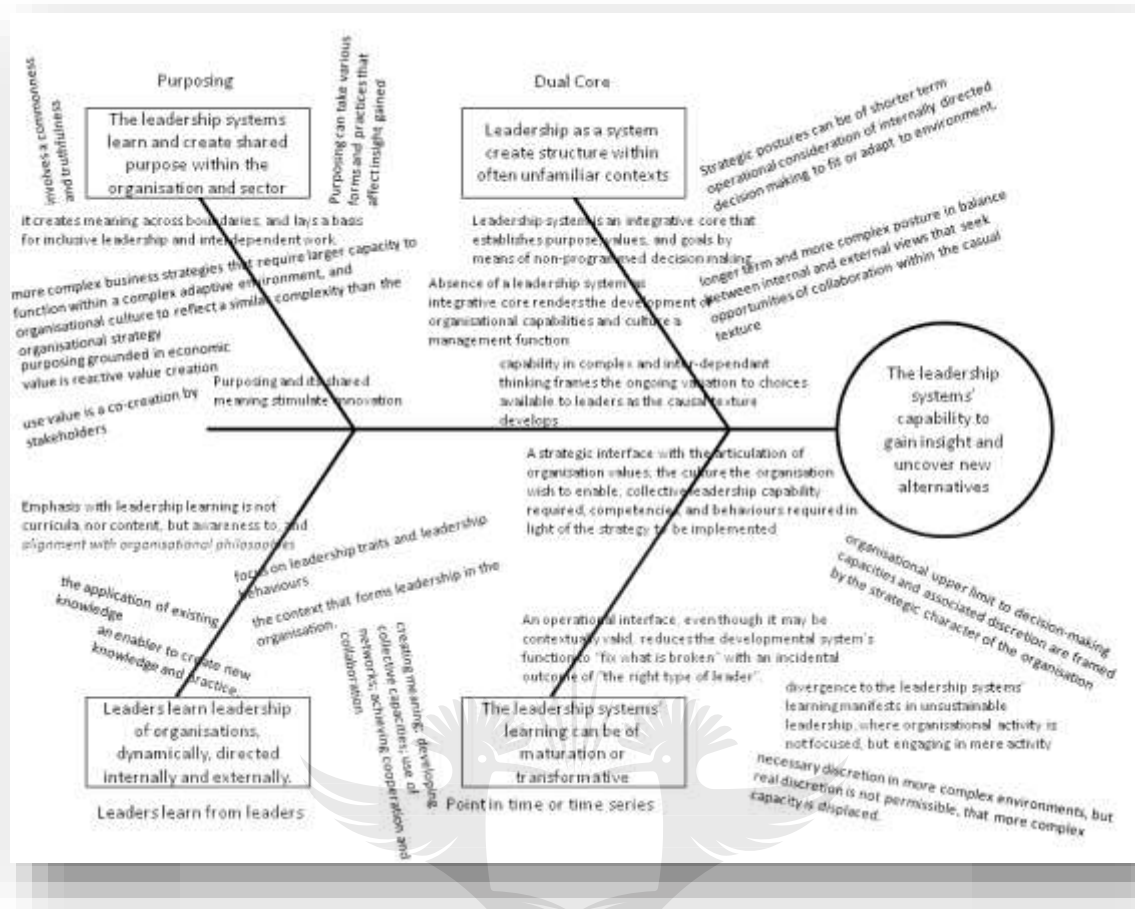 Purposing
The leadership systems
learn and create shared
purpose within the
organisation and sector
involves a commonness
and truthfulness
Purposing can take various
forms and practices that
affect insight gained
it creates meaning across boundaries, and lays a basis
for inclusive leadership and interdependent work
more complex business strategies that require larger capacity to
function within a complex adaptive environment, and
organisational culture to reflect a similar complexity than the
organisational strategy
purposing grounded in economic
value is reactive value creation
use value is a co-creation by
stakeholders
Purposing and its shared
meaning stimulate innovation
Dual Core
Leadership as a system
create structure within
often unfamiliar contexts
Strategic postures can be of shorter term
operational consideration of internally directed
decision making to fit or adapt to environment,
Leadership system is an integrative core that
establishes purpose, values, and goals by
means of non-programmed decision making
longer term and more complex posture in balance
between internal and external views that seek
opportunities of collaboration within the casual
texture
Absence of a leadership system as
integrative core renders the development of
organisational capabilities and culture a
management function
capability in complex and inter-dependant
thinking frames the ongoing valuation to choices
available to leaders as the causal texture
develops
The leadership
systems'
capability to
gain insight and
uncover new
alternatives
A strategic interface with the articulation of
organisation values, the culture the organisation
wish to enable, collective leadership capability
required, competencies, and behaviours required in
light of the strategy to be implemented
Emphasis with leadership learning is not
curricula, nor content, but awareness to, and
alignment with organisational philosophies
focus on leadership traits and leadership
behaviours
the application of existing
knowledge
an enabler to create new
knowledge and practice.
the context that forms leadership in the
organisation.
creating meaning; developing
collective capacities; use of
networks; achieving cooperation and
collaboration
Leaders learn leadership
of organisations,
dynamically, directed
internally and externally.
Leaders learn from leaders
An operational interface, even though it may be
contextually valid, reduces the developmental system's
function to "fix what is broken" with an incidental
outcome of "the right type of leader".
The leadership systems'
learning can be of
maturation or
transformative
Point in time or time series
organisational upper limit to decision-making
capacities and associated discretion are framed
by the strategic character of the organisation
divergence to the leadership systems'
learning manifests in unsustainable
leadership, where organisational activity is
not focused, but engaging in mere activity
necessary discretion in more complex environments, but
real discretion is not permissible, that more complex
capacity is displaced.